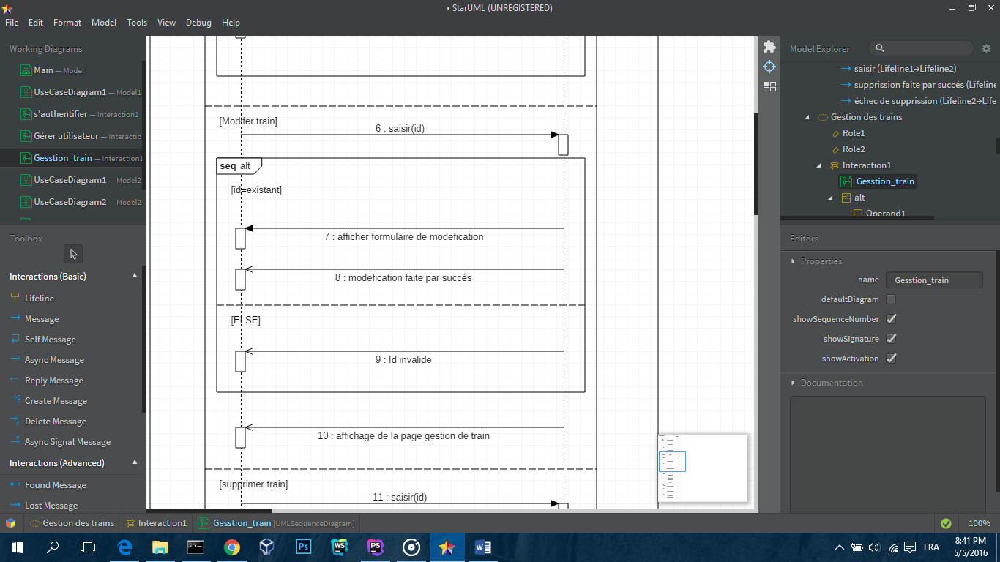 • StarUML (UNREGISTERED)
File Edit Format Model Tools View Debug Help
Working Diagrams
Main — Model
UseCaseDiagram1 — Model1
s'authentifier — Interaction1
Gérer utilisateur — Interactio
Gesstion_train — Interaction1
UseCaseDiagram1 — Model2
UseCaseDiagram2 — Model2
Toolbox
Interactions (Basic)
Lifeline
Message
Self Message
Async Message
Reply Message
Create Message
Delete Message
Async Signal Message
Interactions (Advanced)
Found Message
Lost Message
[Modifer train]
6 : saisir(id)
seq alt
[id=existant]
7 : afficher formulaire de modefication
8 : modefication faite par succés
[ELSE]
9 : Id invalide
10 : affichage de la page gestion de train
[supprimer train]
11 : saisir(id)
Model Explorer
saisir (Lifeline1→Lifeline2)
supprission faite par succés (Lifeline
échec de supprission (Lifeline2→Life
Gestion des trains
Role1
Role2
Interaction1
Gesstion_train
alt
Operand1
Editors
Properties
name Gesstion_train
defaultDiagram
showSequenceNumber
showSignature
showActivation
Documentation
Gestion des trains Interaction1 Gesstion_train [UMLSequenceDiagram] 100%
Ps WS PS W
FRA
8:41 PM
5/5/2016